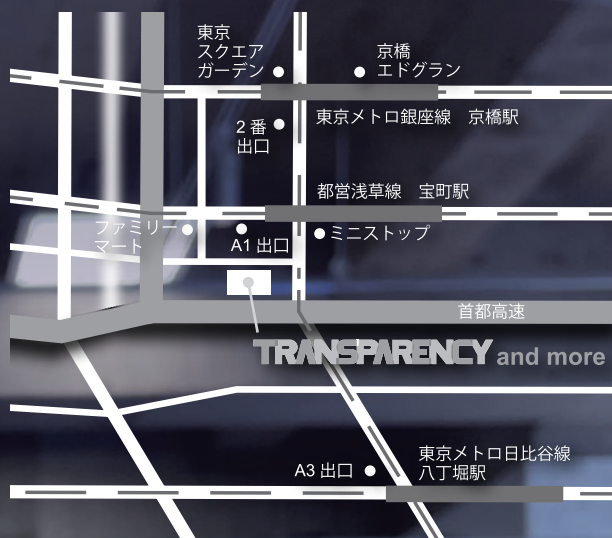 東京
スクエア
ガーデン
京橋
エドグラン
東京メトロ銀座線　京橋駅
2 番
出口
都営浅草線　宝町駅
ファミリー
マート
A1 出口
ミニストップ
首都高速
TRANSPARENCY and more
東京メトロ日比谷線
八丁堀駅
A3 出口